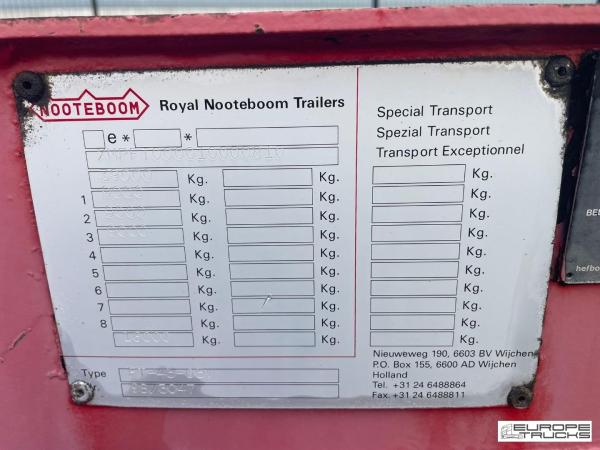 NOOTEBOOM Royal Nooteboom Trailers
Special Transport
Spezial Transport
Transport Exceptionnel
e* *
Kg. Kg. Kg.
1 Kg. Kg. Kg.
2 Kg. Kg. Kg.
3 Kg. Kg. Kg.
4 Kg. Kg. Kg.
5 Kg. Kg. Kg.
6 Kg. Kg. Kg.
7 Kg. Kg. Kg.
8 Kg. Kg. Kg.
18000 Kg. Kg. Kg.
Type
Nieuweweg 190, 6603 BV Wijchen
P.O. Box 155, 6600 AD Wijchen
Holland
Tel. +31 24 6488864
Fax. +31 24 6488811
hefbo
EUROPE
TRUCKS